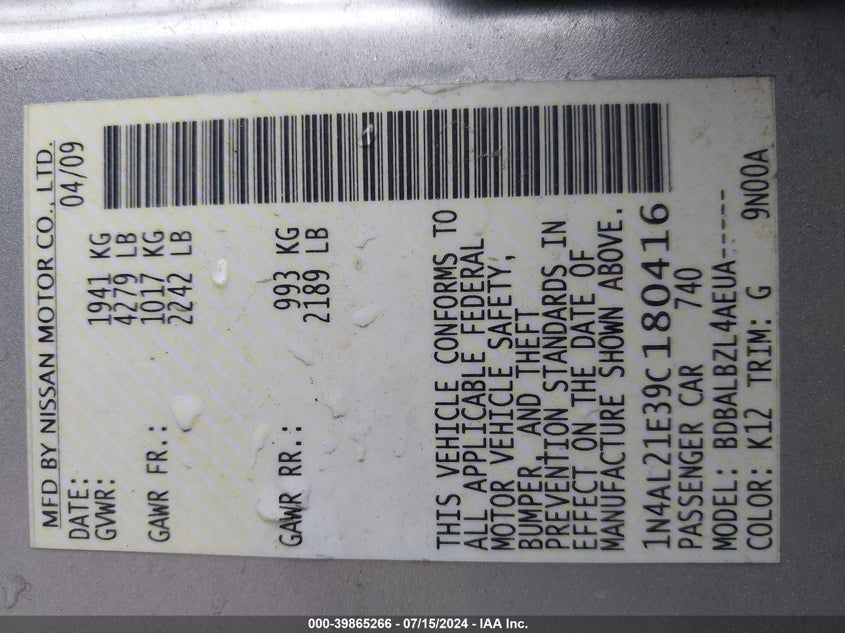 MFD BY NISSAN MOTOR CO., LTD.
DATE: 04/09
GVWR: 1941 KG
4279 LB
GAWR FR.: 1017 KG
2242 LB
GAWR RR.: 993 KG
2189 LB
THIS VEHICLE CONFORMS TO
ALL APPLICABLE FEDERAL
MOTOR VEHICLE SAFETY,
BUMPER AND THEFT
PREVENTION STANDARDS IN
EFFECT ON THE DATE OF
MANUFACTURE SHOWN ABOVE.
1N4AL21E39C180416
PASSENGER CAR 740
MODEL: BDBALBZL4AEUA-----
COLOR: K12 TRIM: G 9N00A
000-39865266 - 07/15/2024 - IAA Inc.